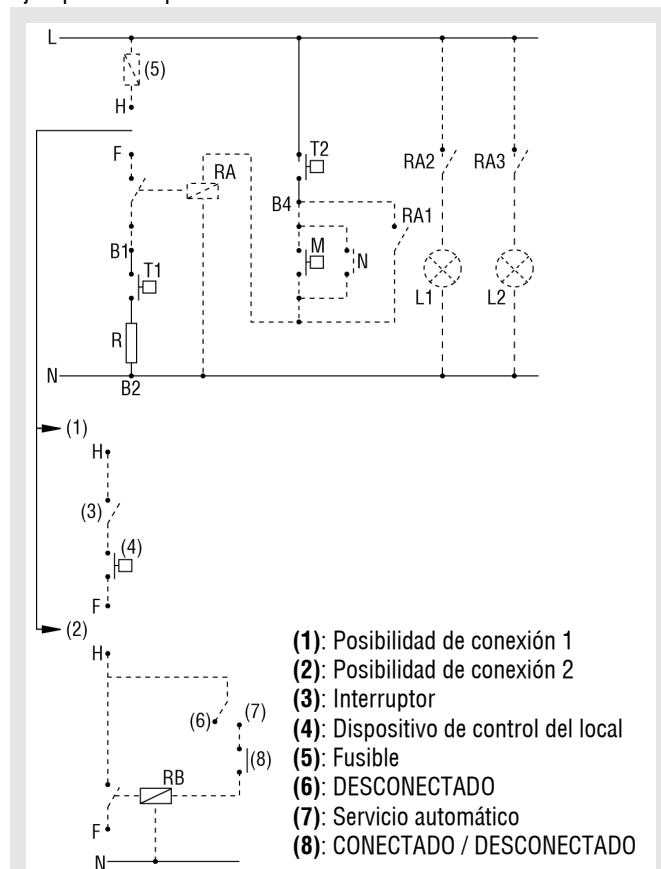 L
(5)
H
F
RA
T2
RA2
RA3
B4
RA1
B1
T1
M
N
L1
L2
R
N
B2
(1)
H
(3)
(4)
F
(2)
H
(6)
(7)
(8)
RB
F
N
(1): Posibilidad de conexión 1
(2): Posibilidad de conexión 2
(3): Interruptor
(4): Dispositivo de control del local
(5): Fusible
(6): DESCONECTADO
(7): Servicio automático
(8): CONECTADO / DESCONECTADO